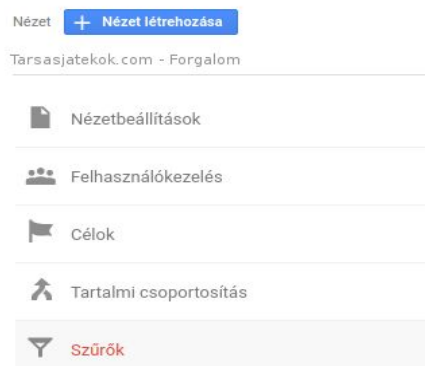 Nézet + Nézet létrehozása
Tarsasjatekok.com - Forgalom
Nézetbeállítások
Felhasználókezelés
Célok
Tartalmi csoportosítás
Szűrők